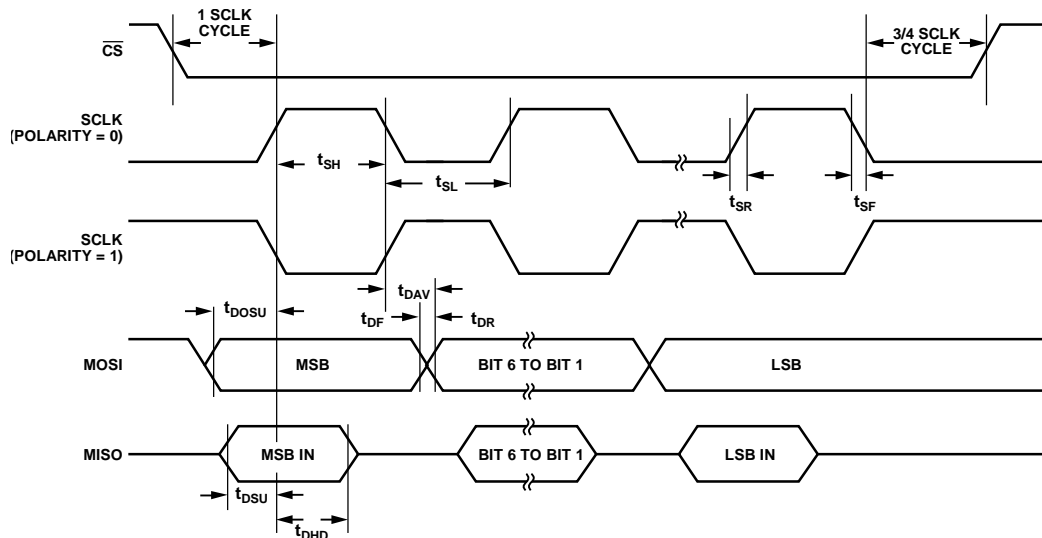 1 SCLK
CYCLE
3/4 SCLK
CYCLE
CS
SCLK
(POLARITY = 0)
tSH
tSL
tSR
tSF
SCLK
(POLARITY = 1)
tDAV
tDOSU
tDF
tDR
MOSI
MSB
BIT 6 TO BIT 1
LSB
MISO
MSB IN
BIT 6 TO BIT 1
LSB IN
tDSU
tDHD